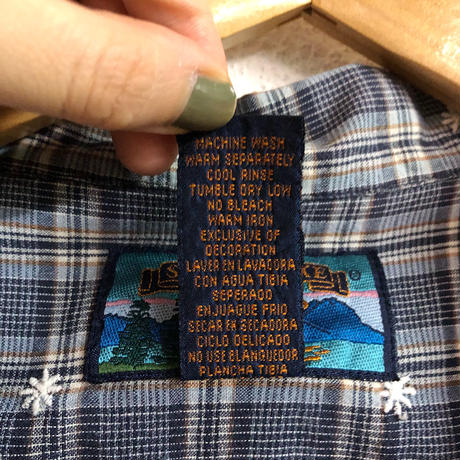 MACHINE WASH
WARM SEPARATELY
COOL RINSE
TUMBLE DRY LOW
NO BLEACH
WARM IRON
EXCLUSIVE OF
DECORATION
LAVER EN LAVACORA
CON AGUA TIBIA
SEPERADO
ENJUAGUE FRIO
SECAR EN SECADORA
CICLO DELICADO
NO USE BLANQUEDOR
PLANCHA TIBIA